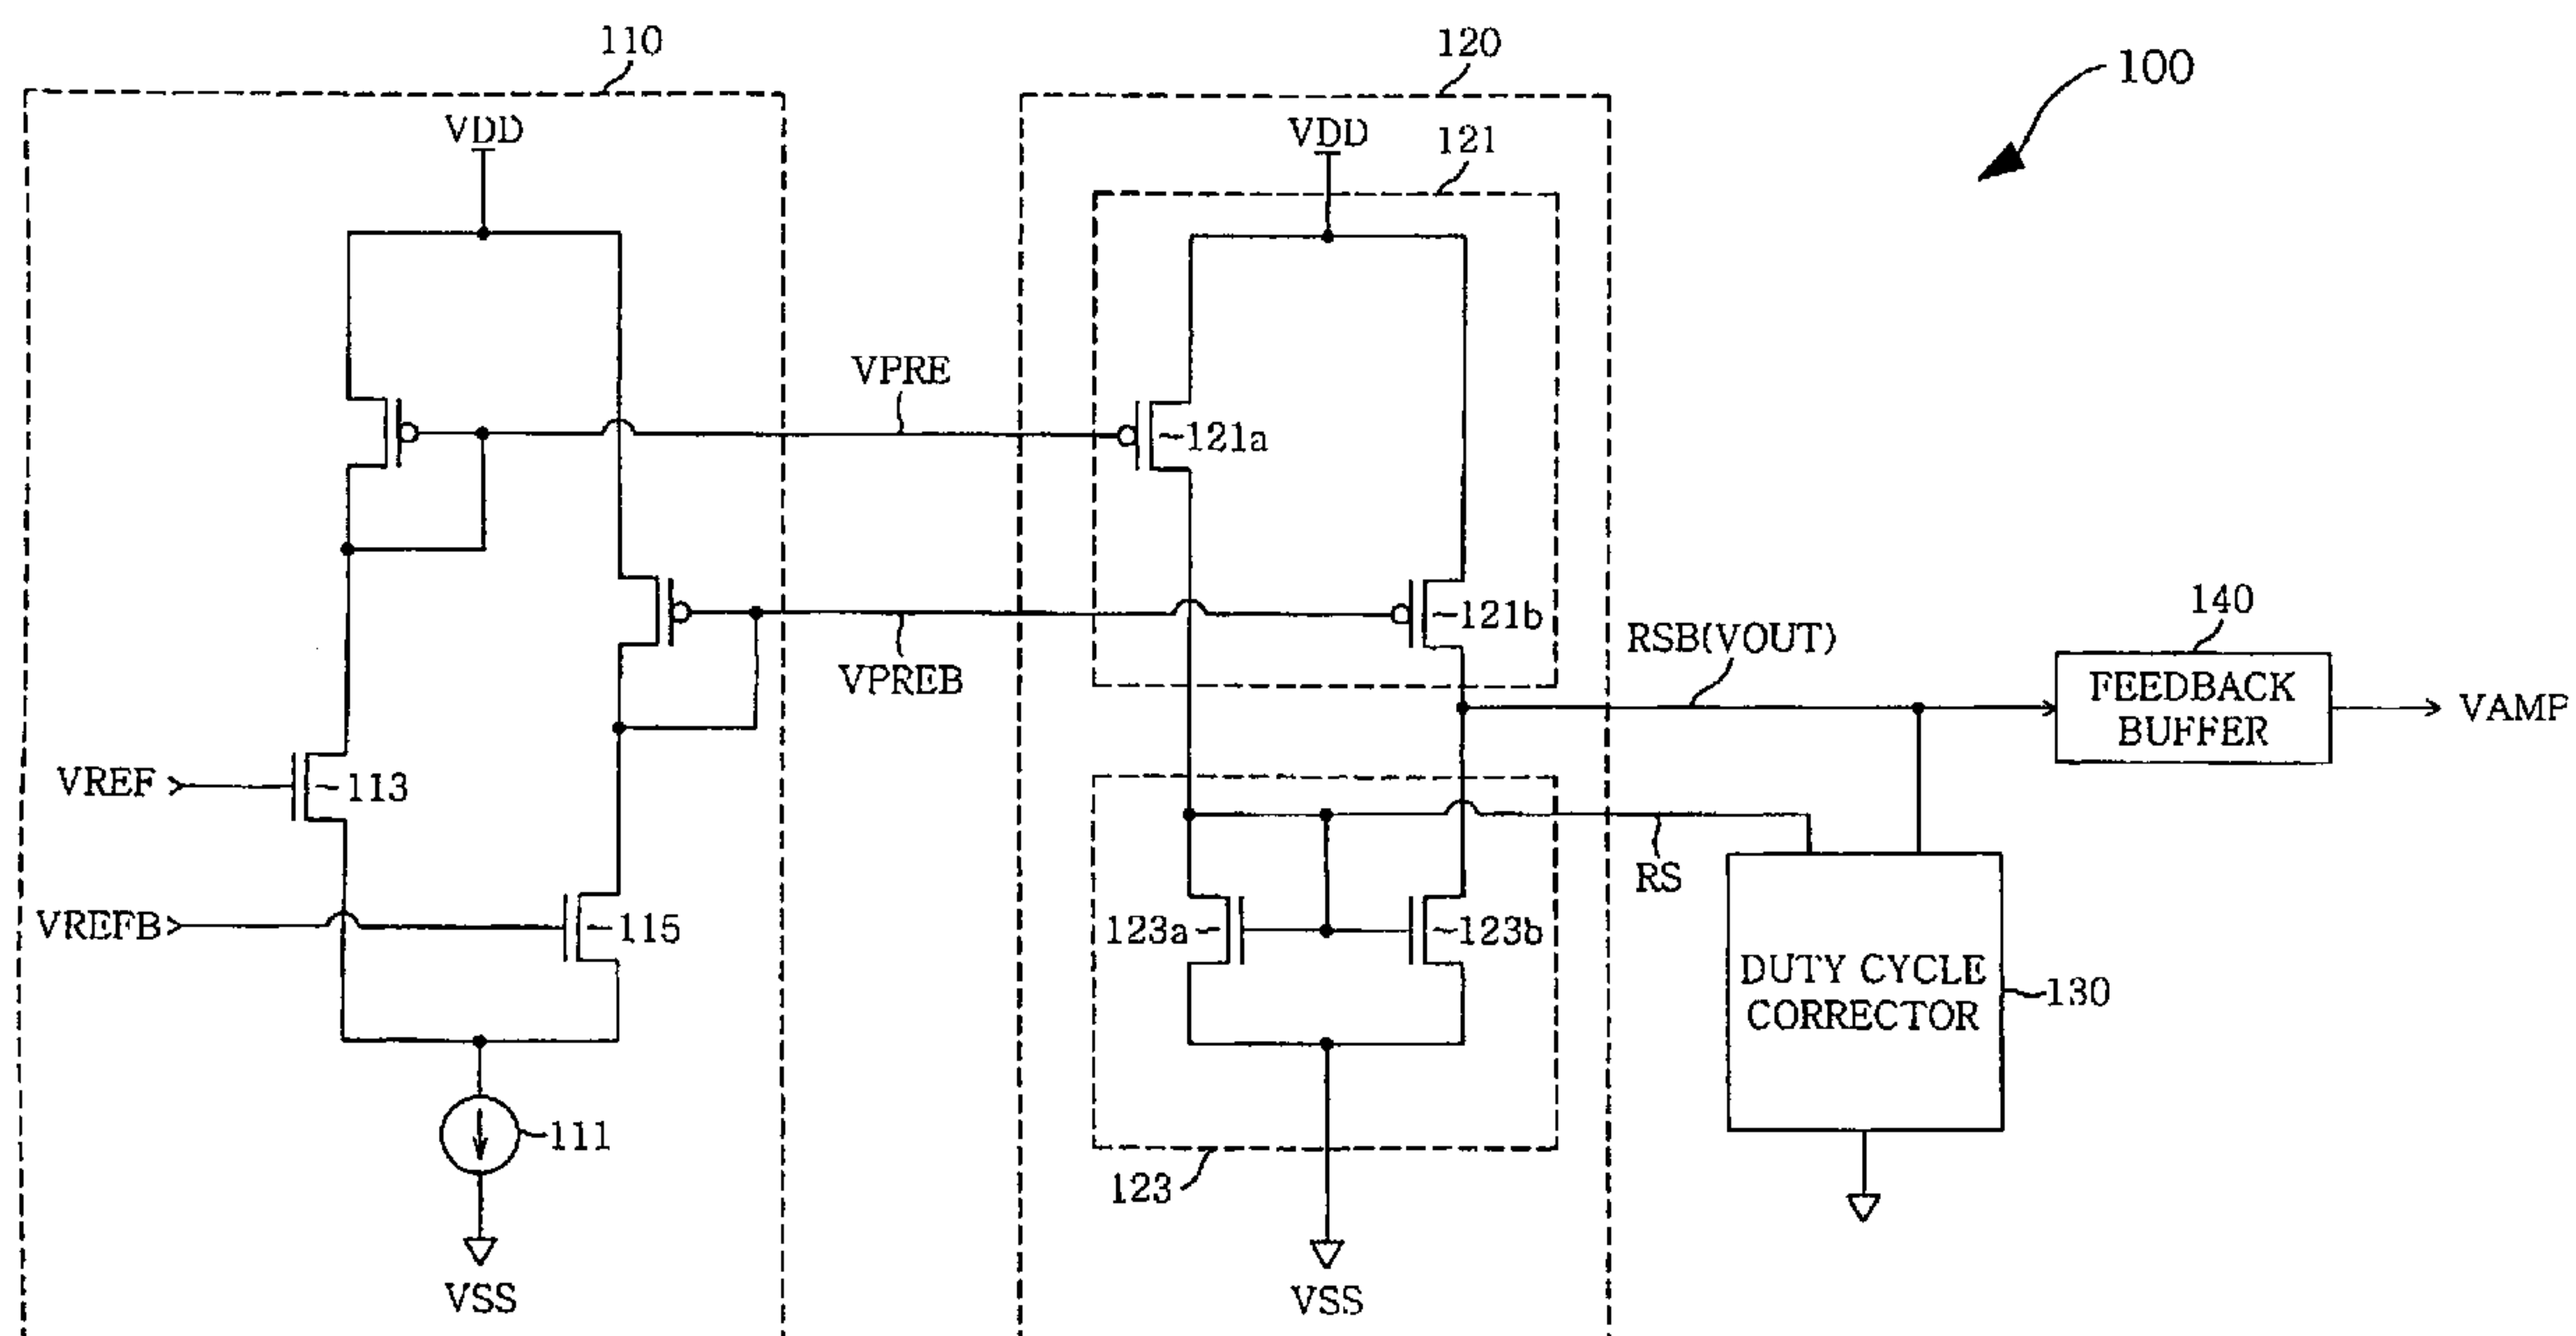 110
120
100
VDD
VDD
121
VPRE
121a
140
121b
RSB(VOUT)
VPREB
FEEDBACK
BUFFER
VAMP
VREF
113
RS
VREFB
115
123a
123b
DUTY CYCLE
CORRECTOR
130
111
123
VSS
VSS